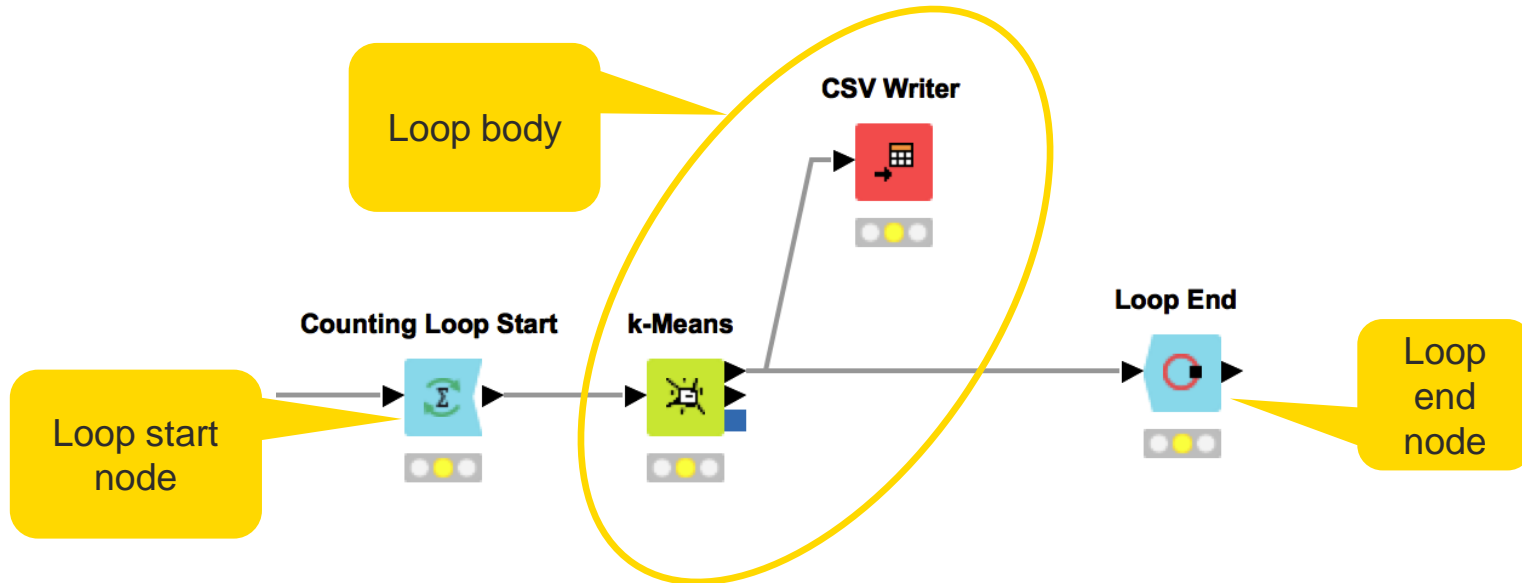 Loop body
CSV Writer
Counting Loop Start
k-Means
Loop End
Loop start
node
Loop
end
node
Σ